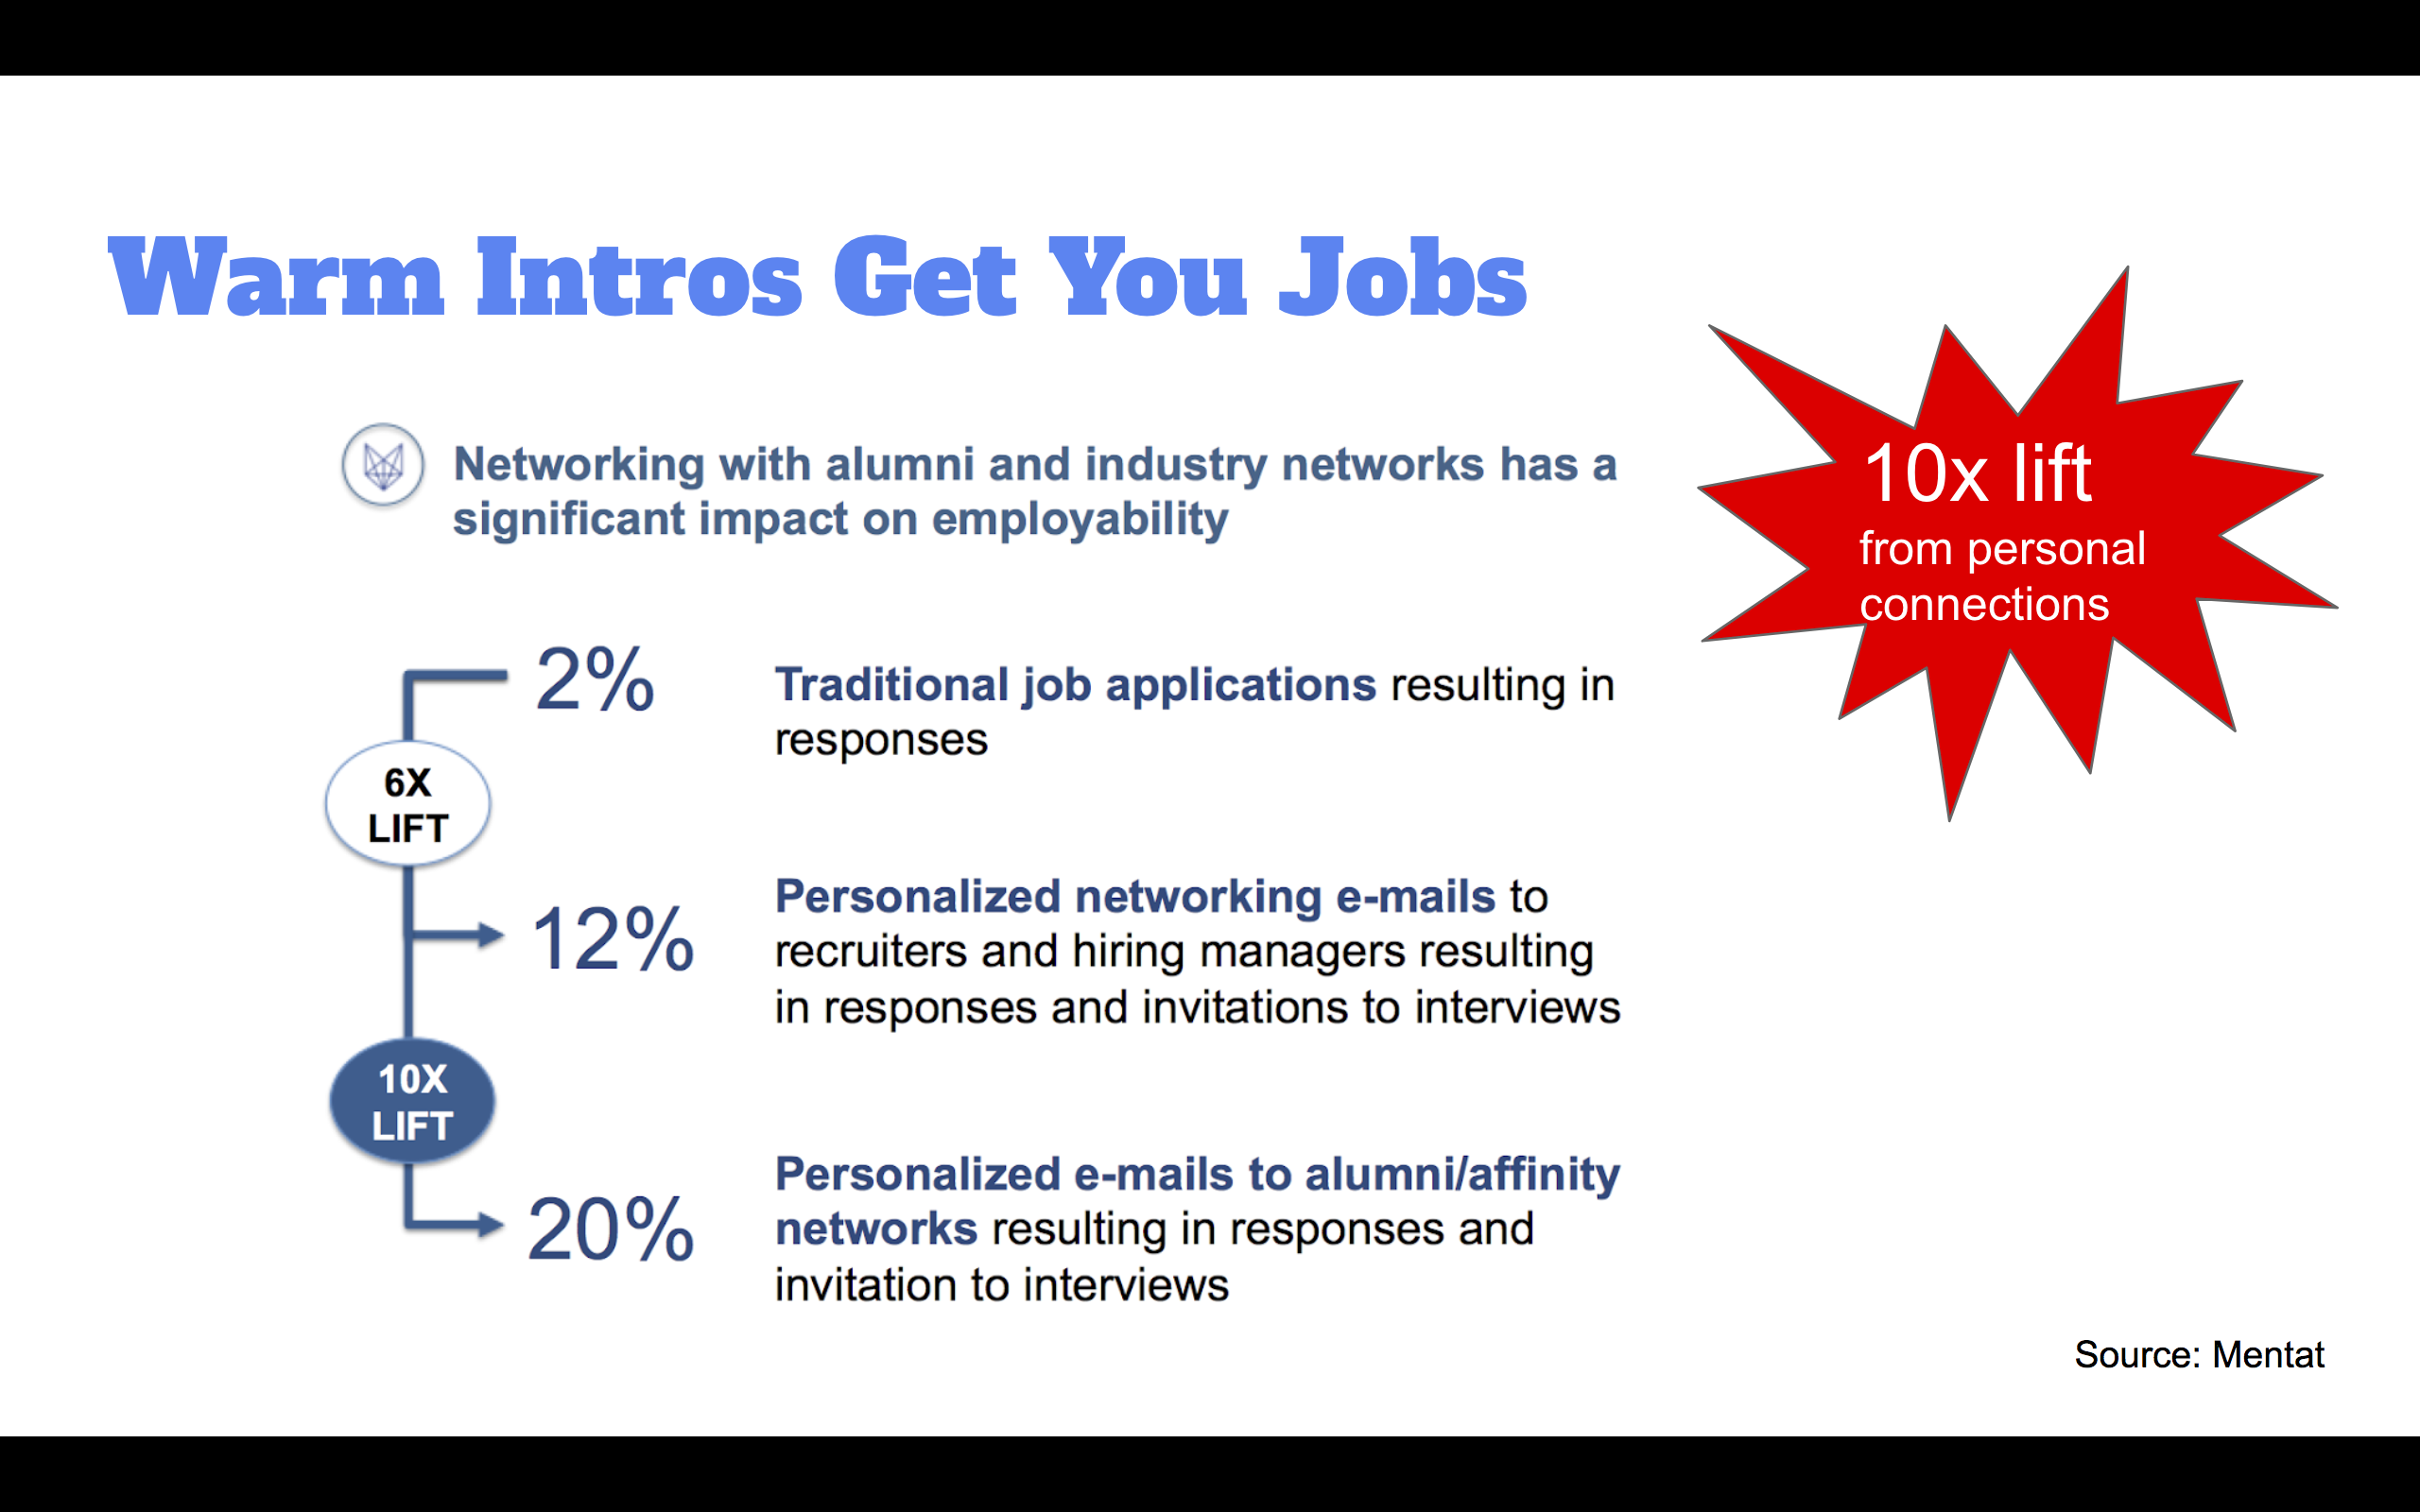 Warm Intros Get You Jobs
Networking with alumni and industry networks has a
significant impact on employability
10x lift
from personal
connections
2%
Traditional job applications resulting in
responses
6X
LIFT
12%
Personalized networking e-mails to
recruiters and hiring managers resulting
in responses and invitations to interviews
10X
LIFT
20%
Personalized e-mails to alumni/affinity
networks resulting in responses and
invitation to interviews
Source: Mentat